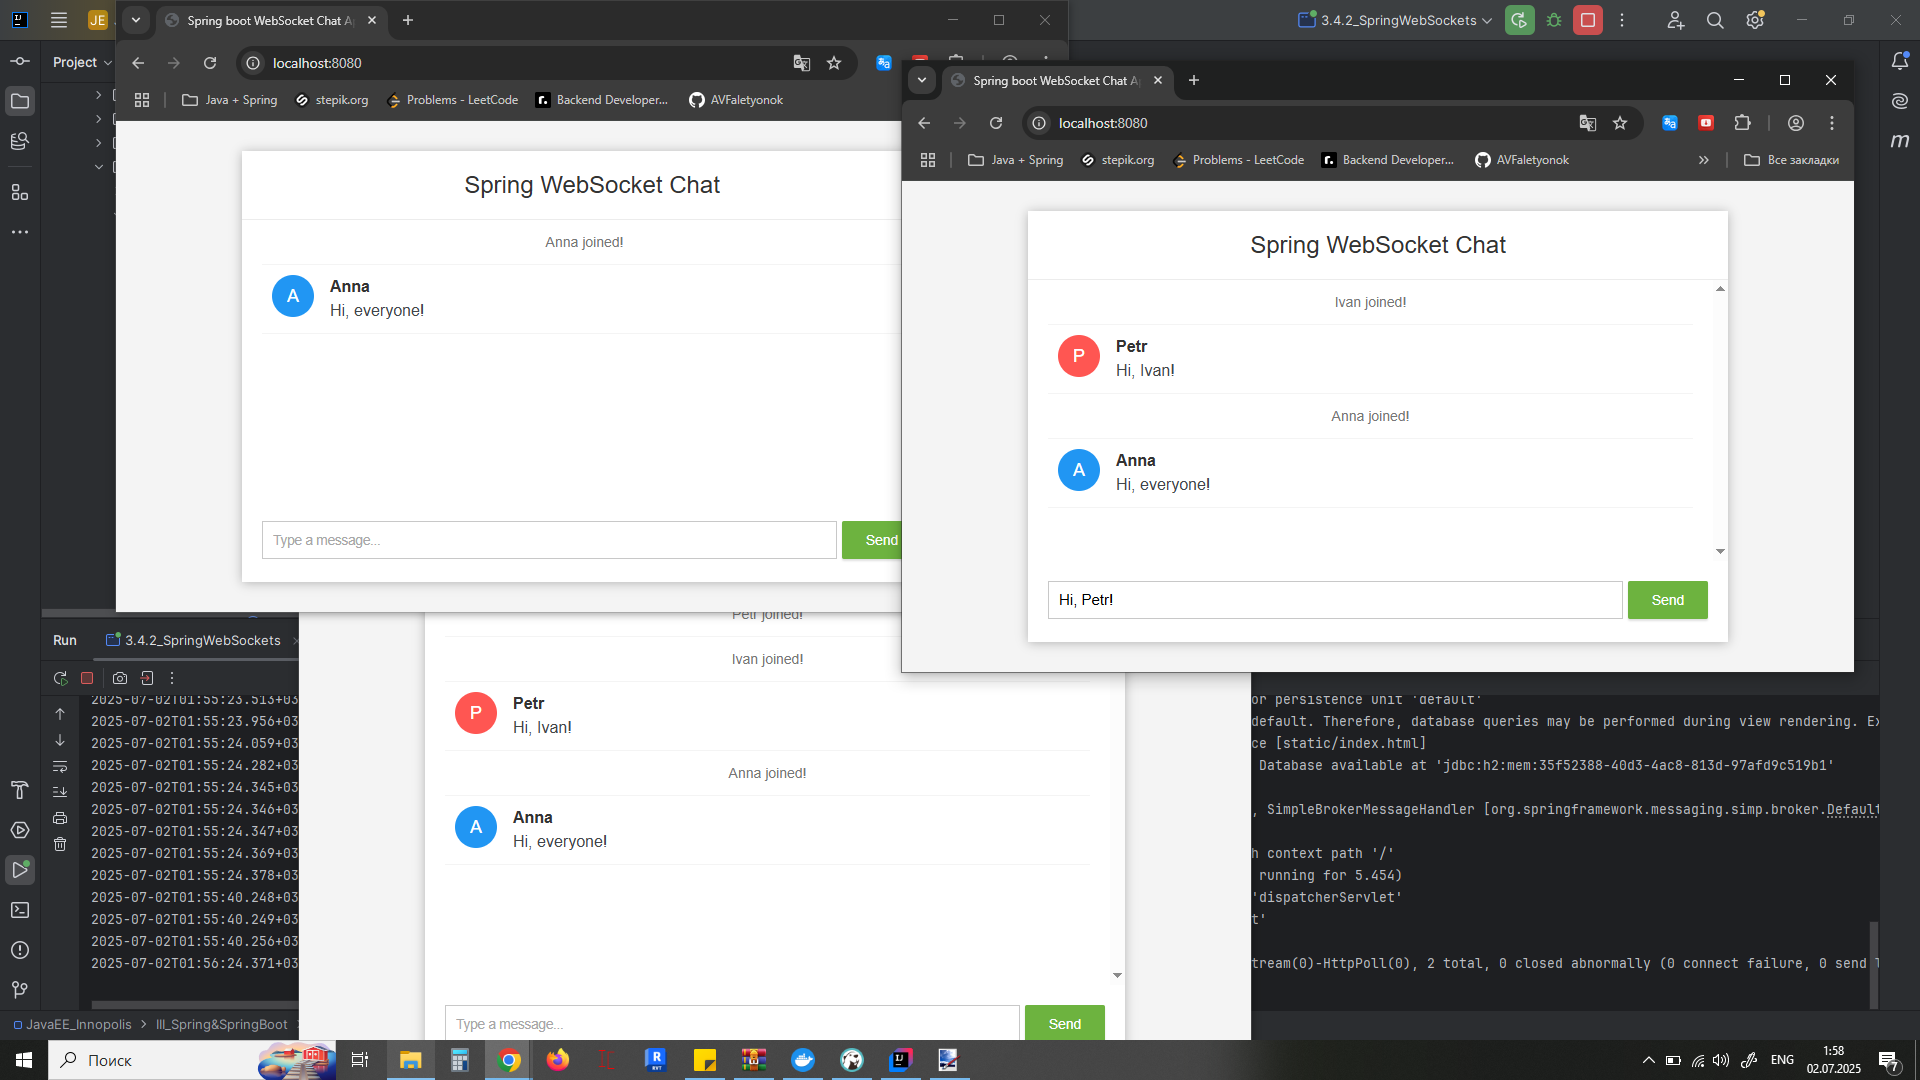 JE
Spring boot WebSocket Chat A
localhost:8080
Java + Spring
stepik.org
Problems - LeetCode
Backend Developer...
AVFaletyonok
Spring WebSocket Chat
Anna joined!
A
Anna
Hi, everyone!
Type a message...
Send
3.4.2_SpringWebSockets
Spring boot WebSocket Chat A
localhost:8080
Java + Spring
stepik.org
Problems - LeetCode
Backend Developer...
AVFaletyonok
Все закладки
Spring WebSocket Chat
Ivan joined!
P
Petr
Hi, Ivan!
Anna joined!
A
Anna
Hi, everyone!
Hi, Petr!
Send
Project
Petr joined!
Ivan joined!
P
Petr
Hi, Ivan!
Anna joined!
A
Anna
Hi, everyone!
Type a message...
Send
Run
3.4.2_SpringWebSockets
2025-07-02T01:55:23.513+03
2025-07-02T01:55:23.956+03
2025-07-02T01:55:24.059+03
2025-07-02T01:55:24.282+03
2025-07-02T01:55:24.345+03
2025-07-02T01:55:24.346+03
2025-07-02T01:55:24.347+03
2025-07-02T01:55:24.369+03
2025-07-02T01:55:24.378+03
2025-07-02T01:55:40.248+03
2025-07-02T01:55:40.249+03
2025-07-02T01:55:40.256+03
2025-07-02T01:56:24.371+03
or persistence unit 'default'
default. Therefore, database queries may be performed during view rendering. Ex
ce [static/index.html]
Database available at 'jdbc:h2:mem:35f52388-40d3-4ac8-813d-97afd9c519b1'
, SimpleBrokerMessageHandler [org.springframework.messaging.simp.broker.Default
h context path '/'
running for 5.454)
'dispatcherServlet'
t'
tream(0)-HttpPoll(0), 2 total, 0 closed abnormally (0 connect failure, 0 send l
JavaEE_Innopolis
III_Spring&SpringBoot
Поиск
ENG
1:58
02.07.2025
7